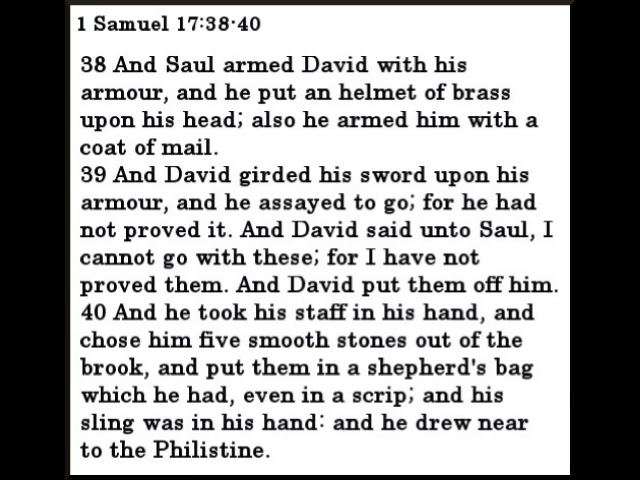 1 Samuel 17:38-40
38 And Saul armed David with his
armour, and he put an helmet of brass
upon his head; also he armed him with a
coat of mail.
39 And David girded his sword upon his
armour, and he assayed to go; for he had
not proved it. And David said unto Saul, I
cannot go with these; for I have not
proved them. And David put them off him.
40 And he took his staff in his hand, and
chose him five smooth stones out of the
brook, and put them in a shepherd's bag
which he had, even in a scrip; and his
sling was in his hand: and he drew near
to the Philistine.